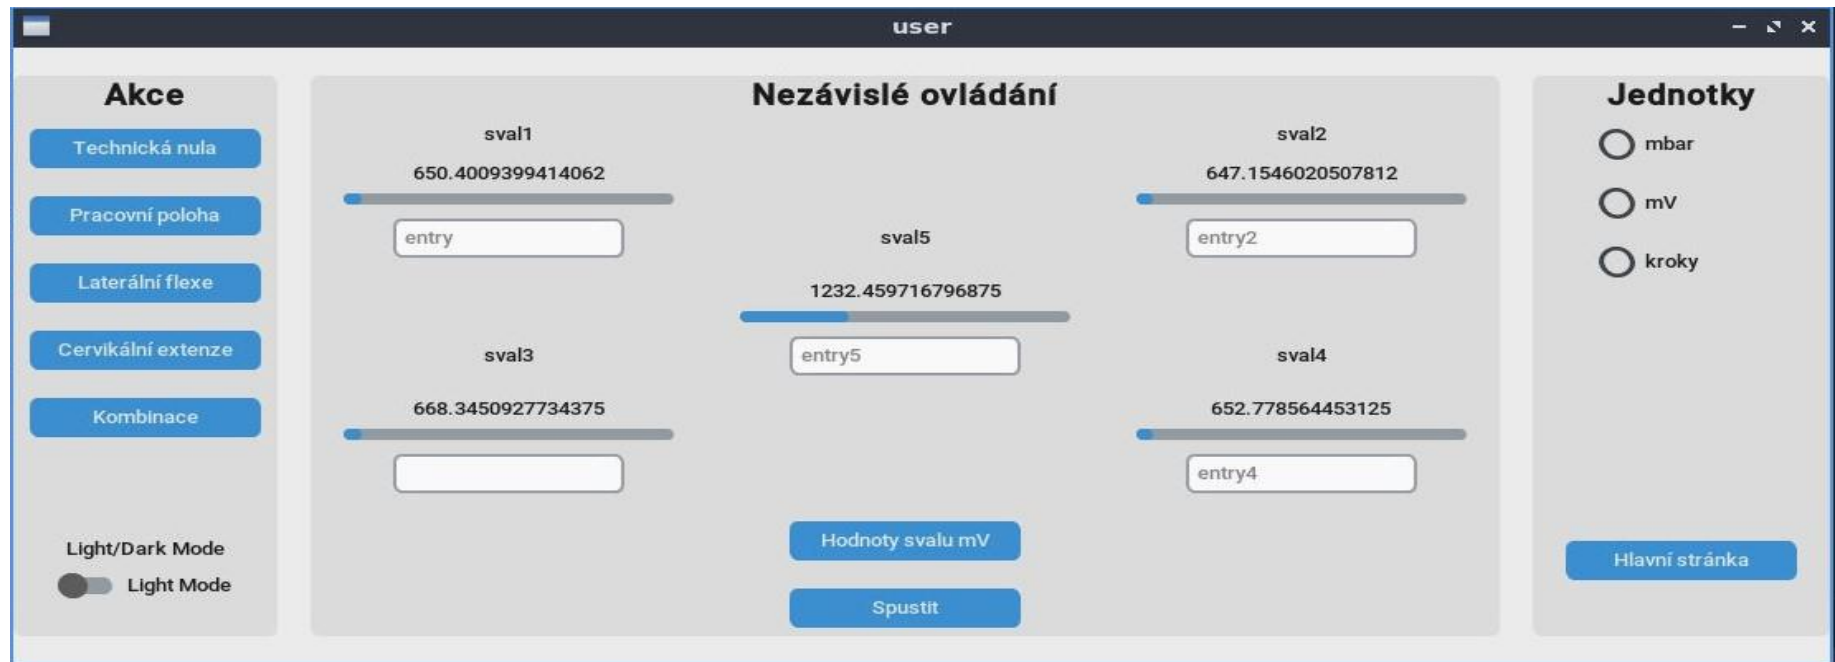 user
Akce
Technická nula
Pracovní poloha
Laterální flexe
Cervikální extenze
Kombinace
Light/Dark Mode
Light Mode
Nezávislé ovládání
sval1
650.4009399414062
entry
sval2
647.1546020507812
entry2
sval5
1232.459716796875
entry5
sval3
668.3450927734375
sval4
652.778564453125
entry4
Hodnoty svalu mV
Spustit
Jednotky
mbar
mV
kroky
Hlavní stránka